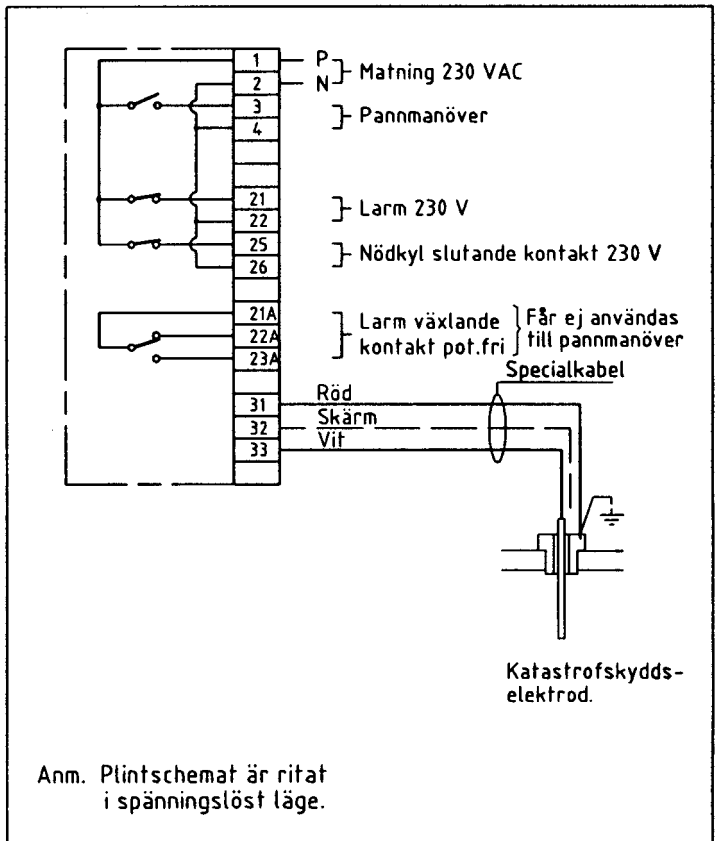 1 P
2 N
Matning 230 VAC
3
4
Pannmanöver
21
22
Larm 230 V
25
26
Nödkyl slutande kontakt 230 V
21A
22A
23A
Larm växlande
kontakt pot.fri
Får ej användas
till pannmanöver
Specialkabel
31 Röd
32 Skärm
33 Vit
Katastrofskydds-
elektrod.
Anm. Plintschemat är ritat
i spänningslöst läge.